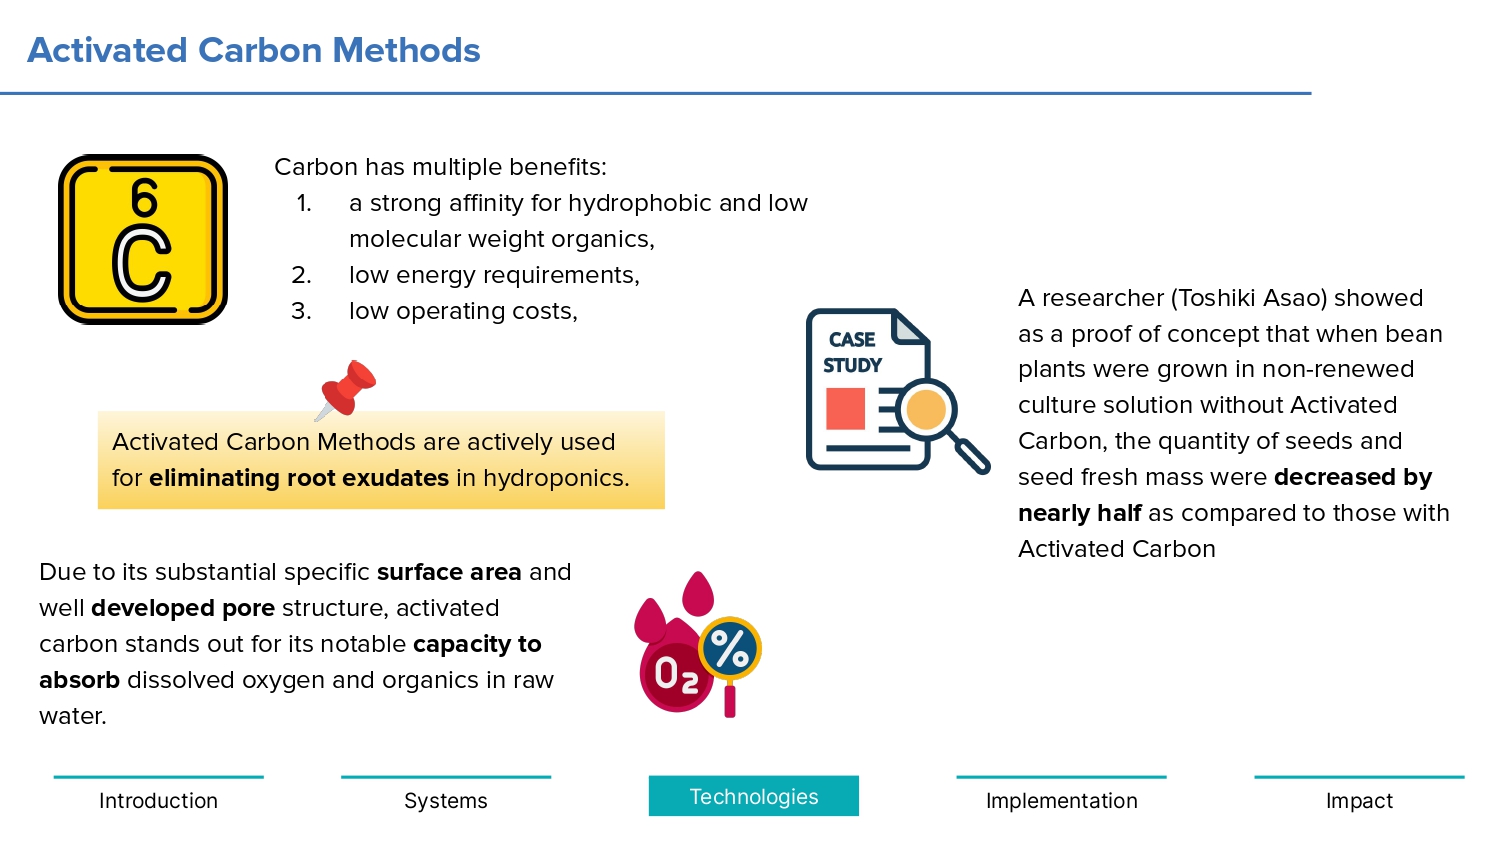 Activated Carbon Methods
6
C
Carbon has multiple benefits:
1. a strong affinity for hydrophobic and low
molecular weight organics,
2. low energy requirements,
3. low operating costs,
Activated Carbon Methods are actively used
for eliminating root exudates in hydroponics.
Due to its substantial specific surface area and
well developed pore structure, activated
carbon stands out for its notable capacity to
absorb dissolved oxygen and organics in raw
water.
O2
%
CASE
STUDY
A researcher (Toshiki Asao) showed
as a proof of concept that when bean
plants were grown in non-renewed
culture solution without Activated
Carbon, the quantity of seeds and
seed fresh mass were decreased by
nearly half as compared to those with
Activated Carbon
Introduction
Systems
Technologies
Implementation
Impact